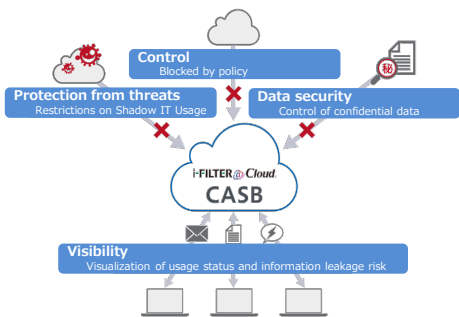 Control
Blocked by policy
秘
Protection from threats
Restrictions on Shadow IT Usage
Data security
Control of confidential data
i-FILTER@Cloud.
CASB
Visibility
Visualization of usage status and information leakage risk